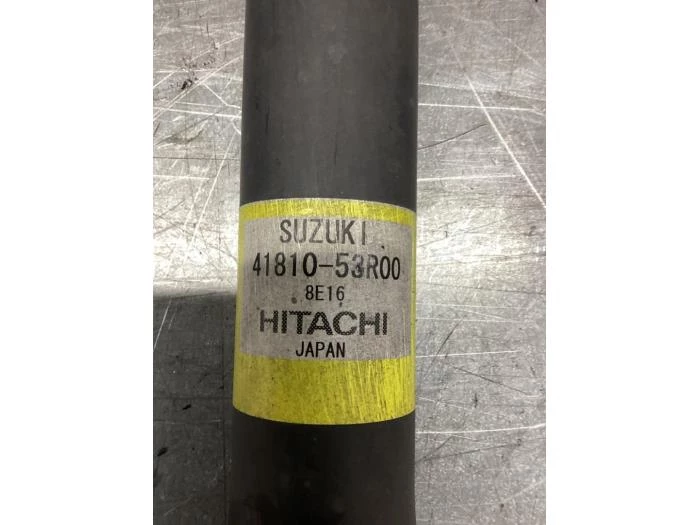 SUZUKI
41810-53R00
8E16
HITACHI
JAPAN